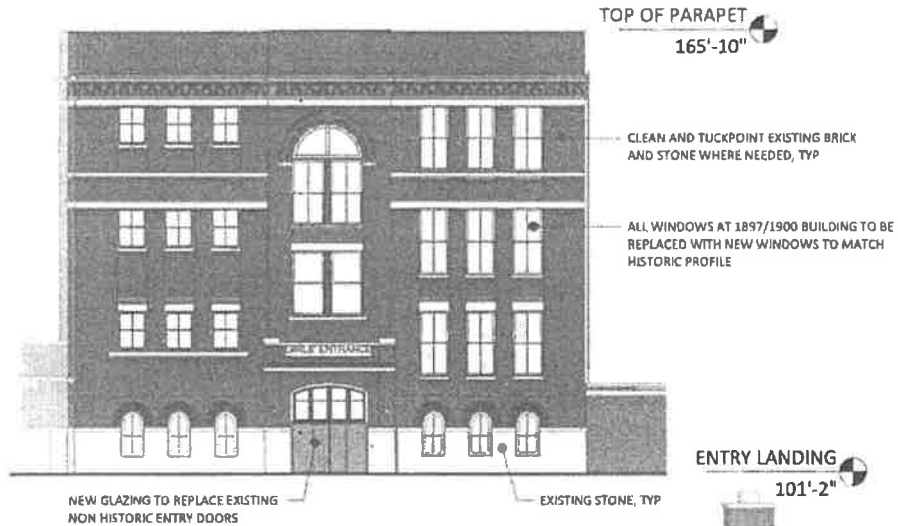 TOP OF PARAPET
165'-10"
CLEAN AND TUCKPOINT EXISTING BRICK
AND STONE WHERE NEEDED, TYP
ALL WINDOWS AT 1897/1900 BUILDING TO BE
REPLACED WITH NEW WINDOWS TO MATCH
HISTORIC PROFILE
GIRLS' ENTRANCE
ENTRY LANDING
101'-2"
NEW GLAZING TO REPLACE EXISTING
NON HISTORIC ENTRY DOORS
EXISTING STONE, TYP